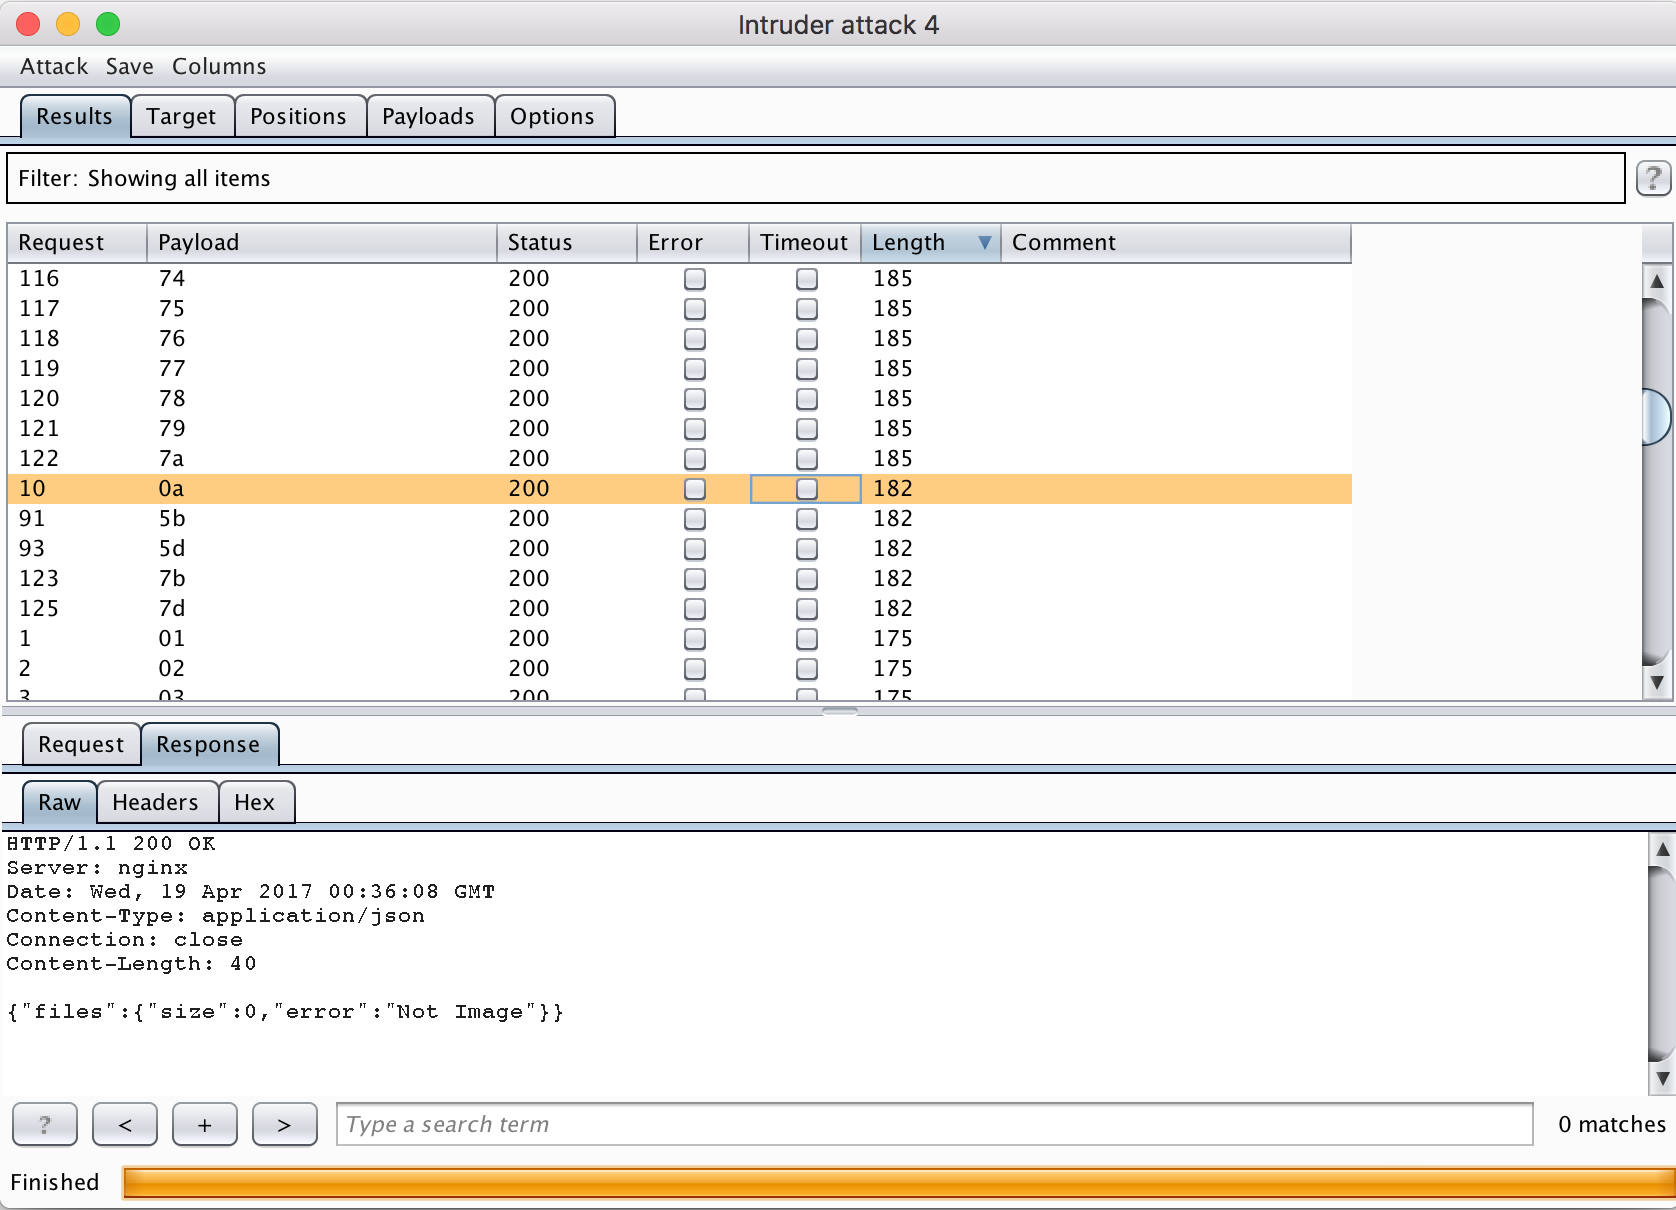 Intruder attack 4
Attack Save Columns
Results Target Positions Payloads Options
Filter: Showing all items ?
Request Payload Status Error Timeout Length Comment
116 74 200 185
117 75 200 185
118 76 200 185
119 77 200 185
120 78 200 185
121 79 200 185
122 7a 200 185
10 0a 200 182
91 5b 200 182
93 5d 200 182
123 7b 200 182
125 7d 200 182
1 01 200 175
2 02 200 175
3 03 200 175
Request Response
Raw Headers Hex
HTTP/1.1 200 OK
Server: nginx
Date: Wed, 19 Apr 2017 00:36:08 GMT
Content-Type: application/json
Connection: close
Content-Length: 40
{"files":{"size":0,"error":"Not Image"}}
? < + > Type a search term 0 matches
Finished